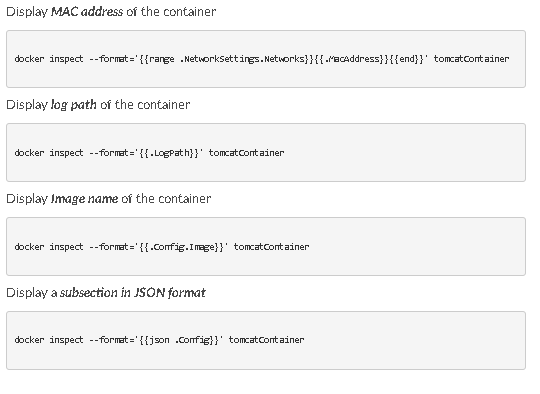 Display MAC address of the container
docker inspect --format='{{range .NetworkSettings.Networks}}{{.MacAddress}}{{end}}' tomcatContainer
Display log path of the container
docker inspect --format='{{.LogPath}}' tomcatContainer
Display Image name of the container
docker inspect --format='{{.Config.Image}}' tomcatContainer
Display a subsection in JSON format
docker inspect --format='{{json .Config}}' tomcatContainer